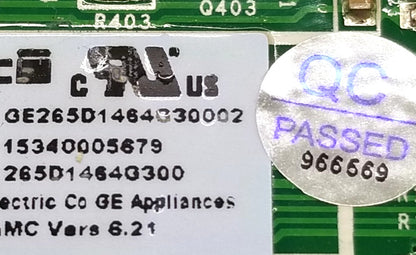 R403
Q403
c US
GE265D1464G30002
15340005679
265D1464G300
ectric Co GE Appliances
MC Vers 6.21
QC
PASSED
966669
R